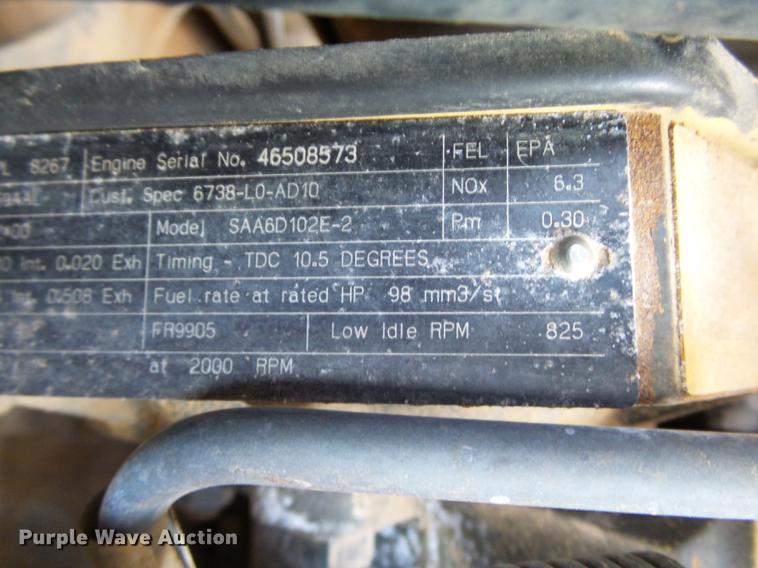 8267 Engine Serial No. 46508573 FEL EPA
Cust. Spec 6738-L0-AD10 NOx 6.3
Model SAA6D102E-2 Pm 0.30
Int. 0.020 Exh Timing - TDC 10.5 DEGREES
Int. 0.508 Exh Fuel rate at rated HP 98 mm3/st
FR9905 Low Idle RPM 825
at 2000 RPM
Purple Wave Auction